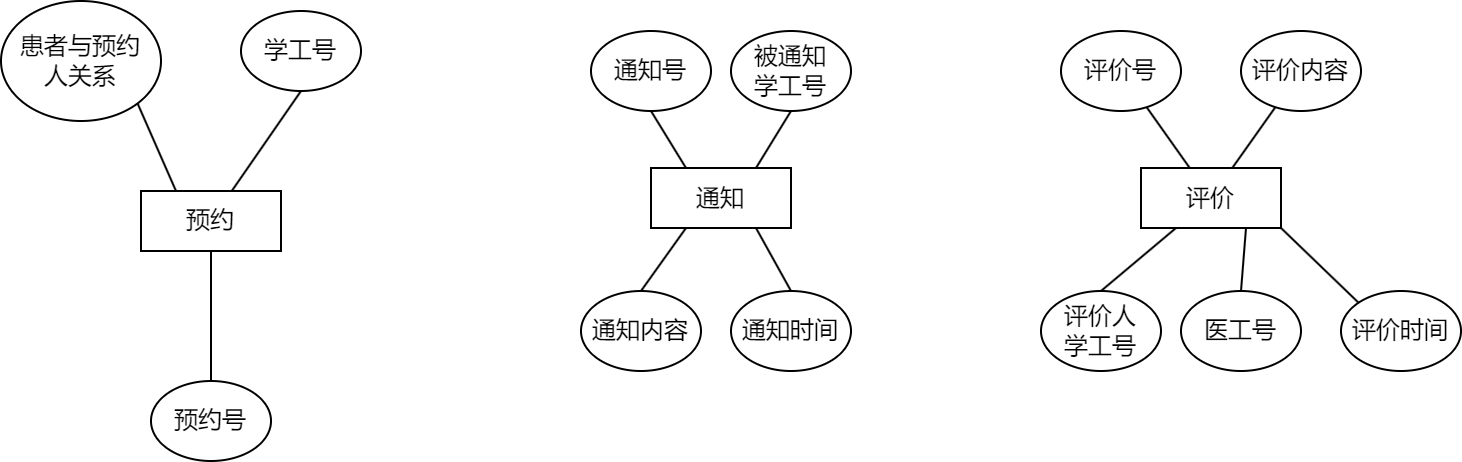 患者与预约
人关系
学工号
预约
预约号
通知号
被通知
学工号
通知
通知内容
通知时间
评价号
评价内容
评价
评价人
学工号
医工号
评价时间